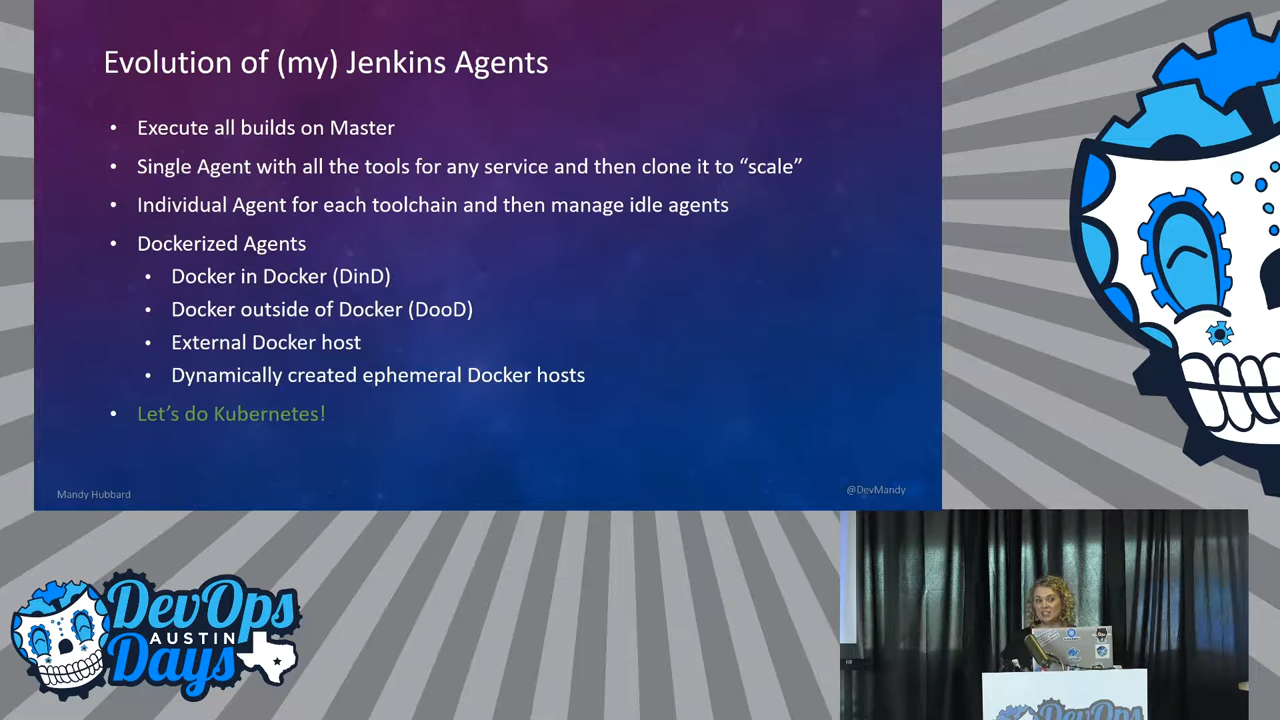 Evolution of (my) Jenkins Agents
• Execute all builds on Master
• Single Agent with all the tools for any service and then clone it to “scale”
• Individual Agent for each toolchain and then manage idle agents
• Dockerized Agents
• Docker in Docker (DinD)
• Docker outside of Docker (DooD)
• External Docker host
• Dynamically created ephemeral Docker hosts
• Let’s do Kubernetes!
Mandy Hubbard
@DevMandy
DevOps
AUSTIN
Days
DevOps